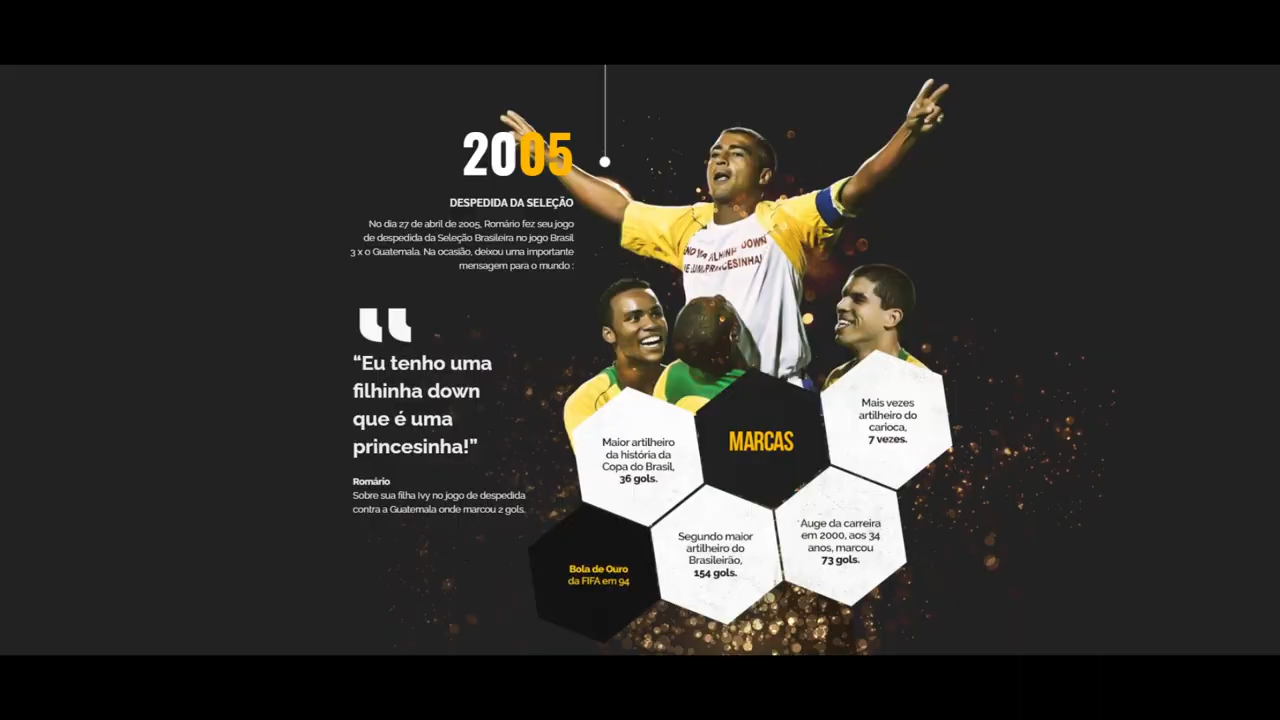 2005
DESPEDIDA DA SELEÇÃO
No dia 27 de abril de 2005, Romário fez seu jogo
de despedida da Seleção Brasileira no jogo Brasil
3 x 0 Guatemala. Na ocasião, deixou uma importante
mensagem para o mundo :
“Eu tenho uma
filhinha down
que é uma
princesinha!”
Romário
Sobre sua filha Ivy no jogo de despedida
contra a Guatemala onde marcou 2 gols.
DOWN
PRINCESINHA!
MARCAS
Mais vezes
artilheiro do
carioca,
7 vezes.
Maior artilheiro
da história da
Copa do Brasil,
36 gols.
Auge da carreira
em 2000, aos 34
anos, marcou
73 gols.
Segundo maior
artilheiro do
Brasileirão,
154 gols.
Bola de Ouro
da FIFA em 94